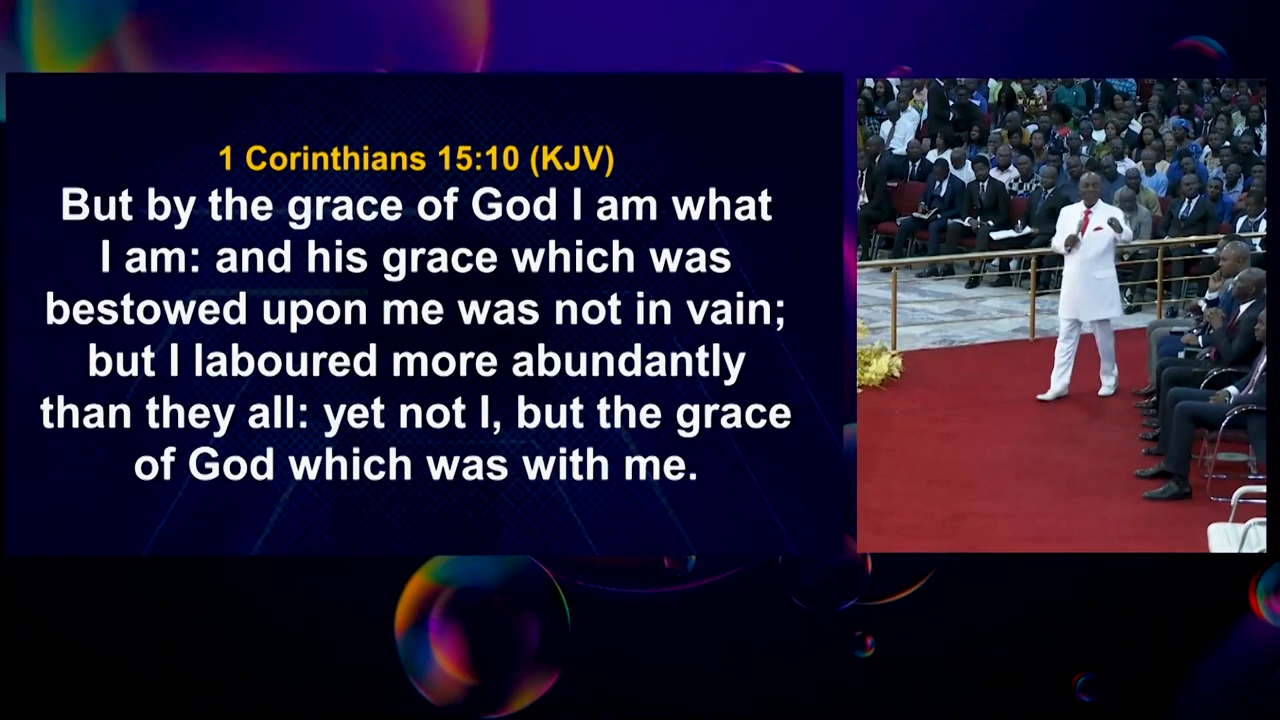 1 Corinthians 15:10 (KJV)
But by the grace of God I am what
I am: and his grace which was
bestowed upon me was not in vain;
but I laboured more abundantly
than they all: yet not I, but the grace
of God which was with me.